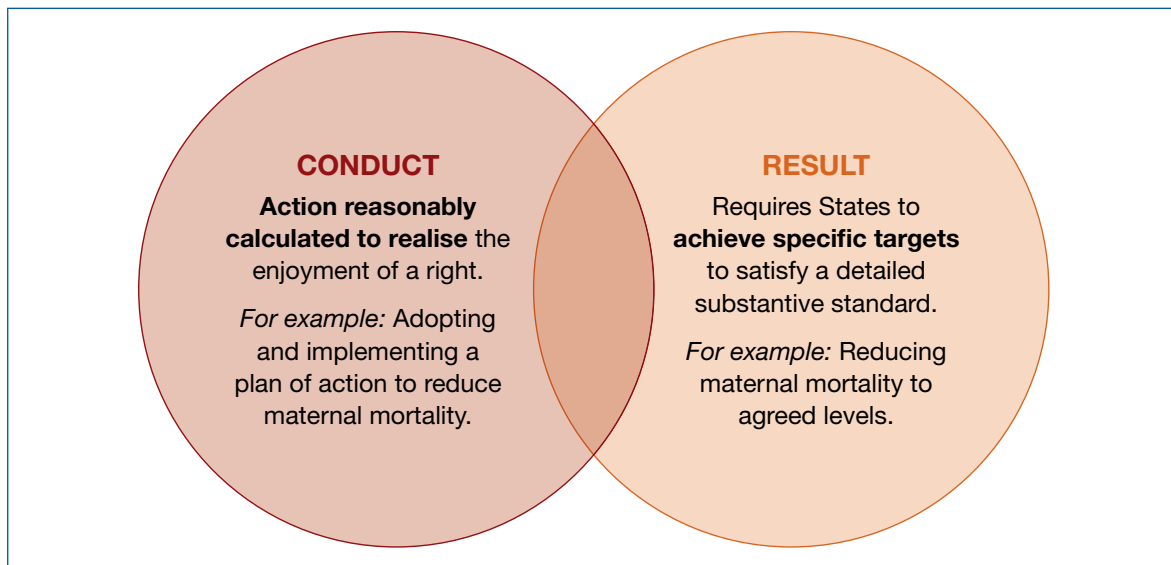 CONDUCT
Action reasonably
calculated to realise the
enjoyment of a right.
For example: Adopting
and implementing a
plan of action to reduce
maternal mortality.
RESULT
Requires States to
achieve specific targets
to satisfy a detailed
substantive standard.
For example: Reducing
maternal mortality to
agreed levels.